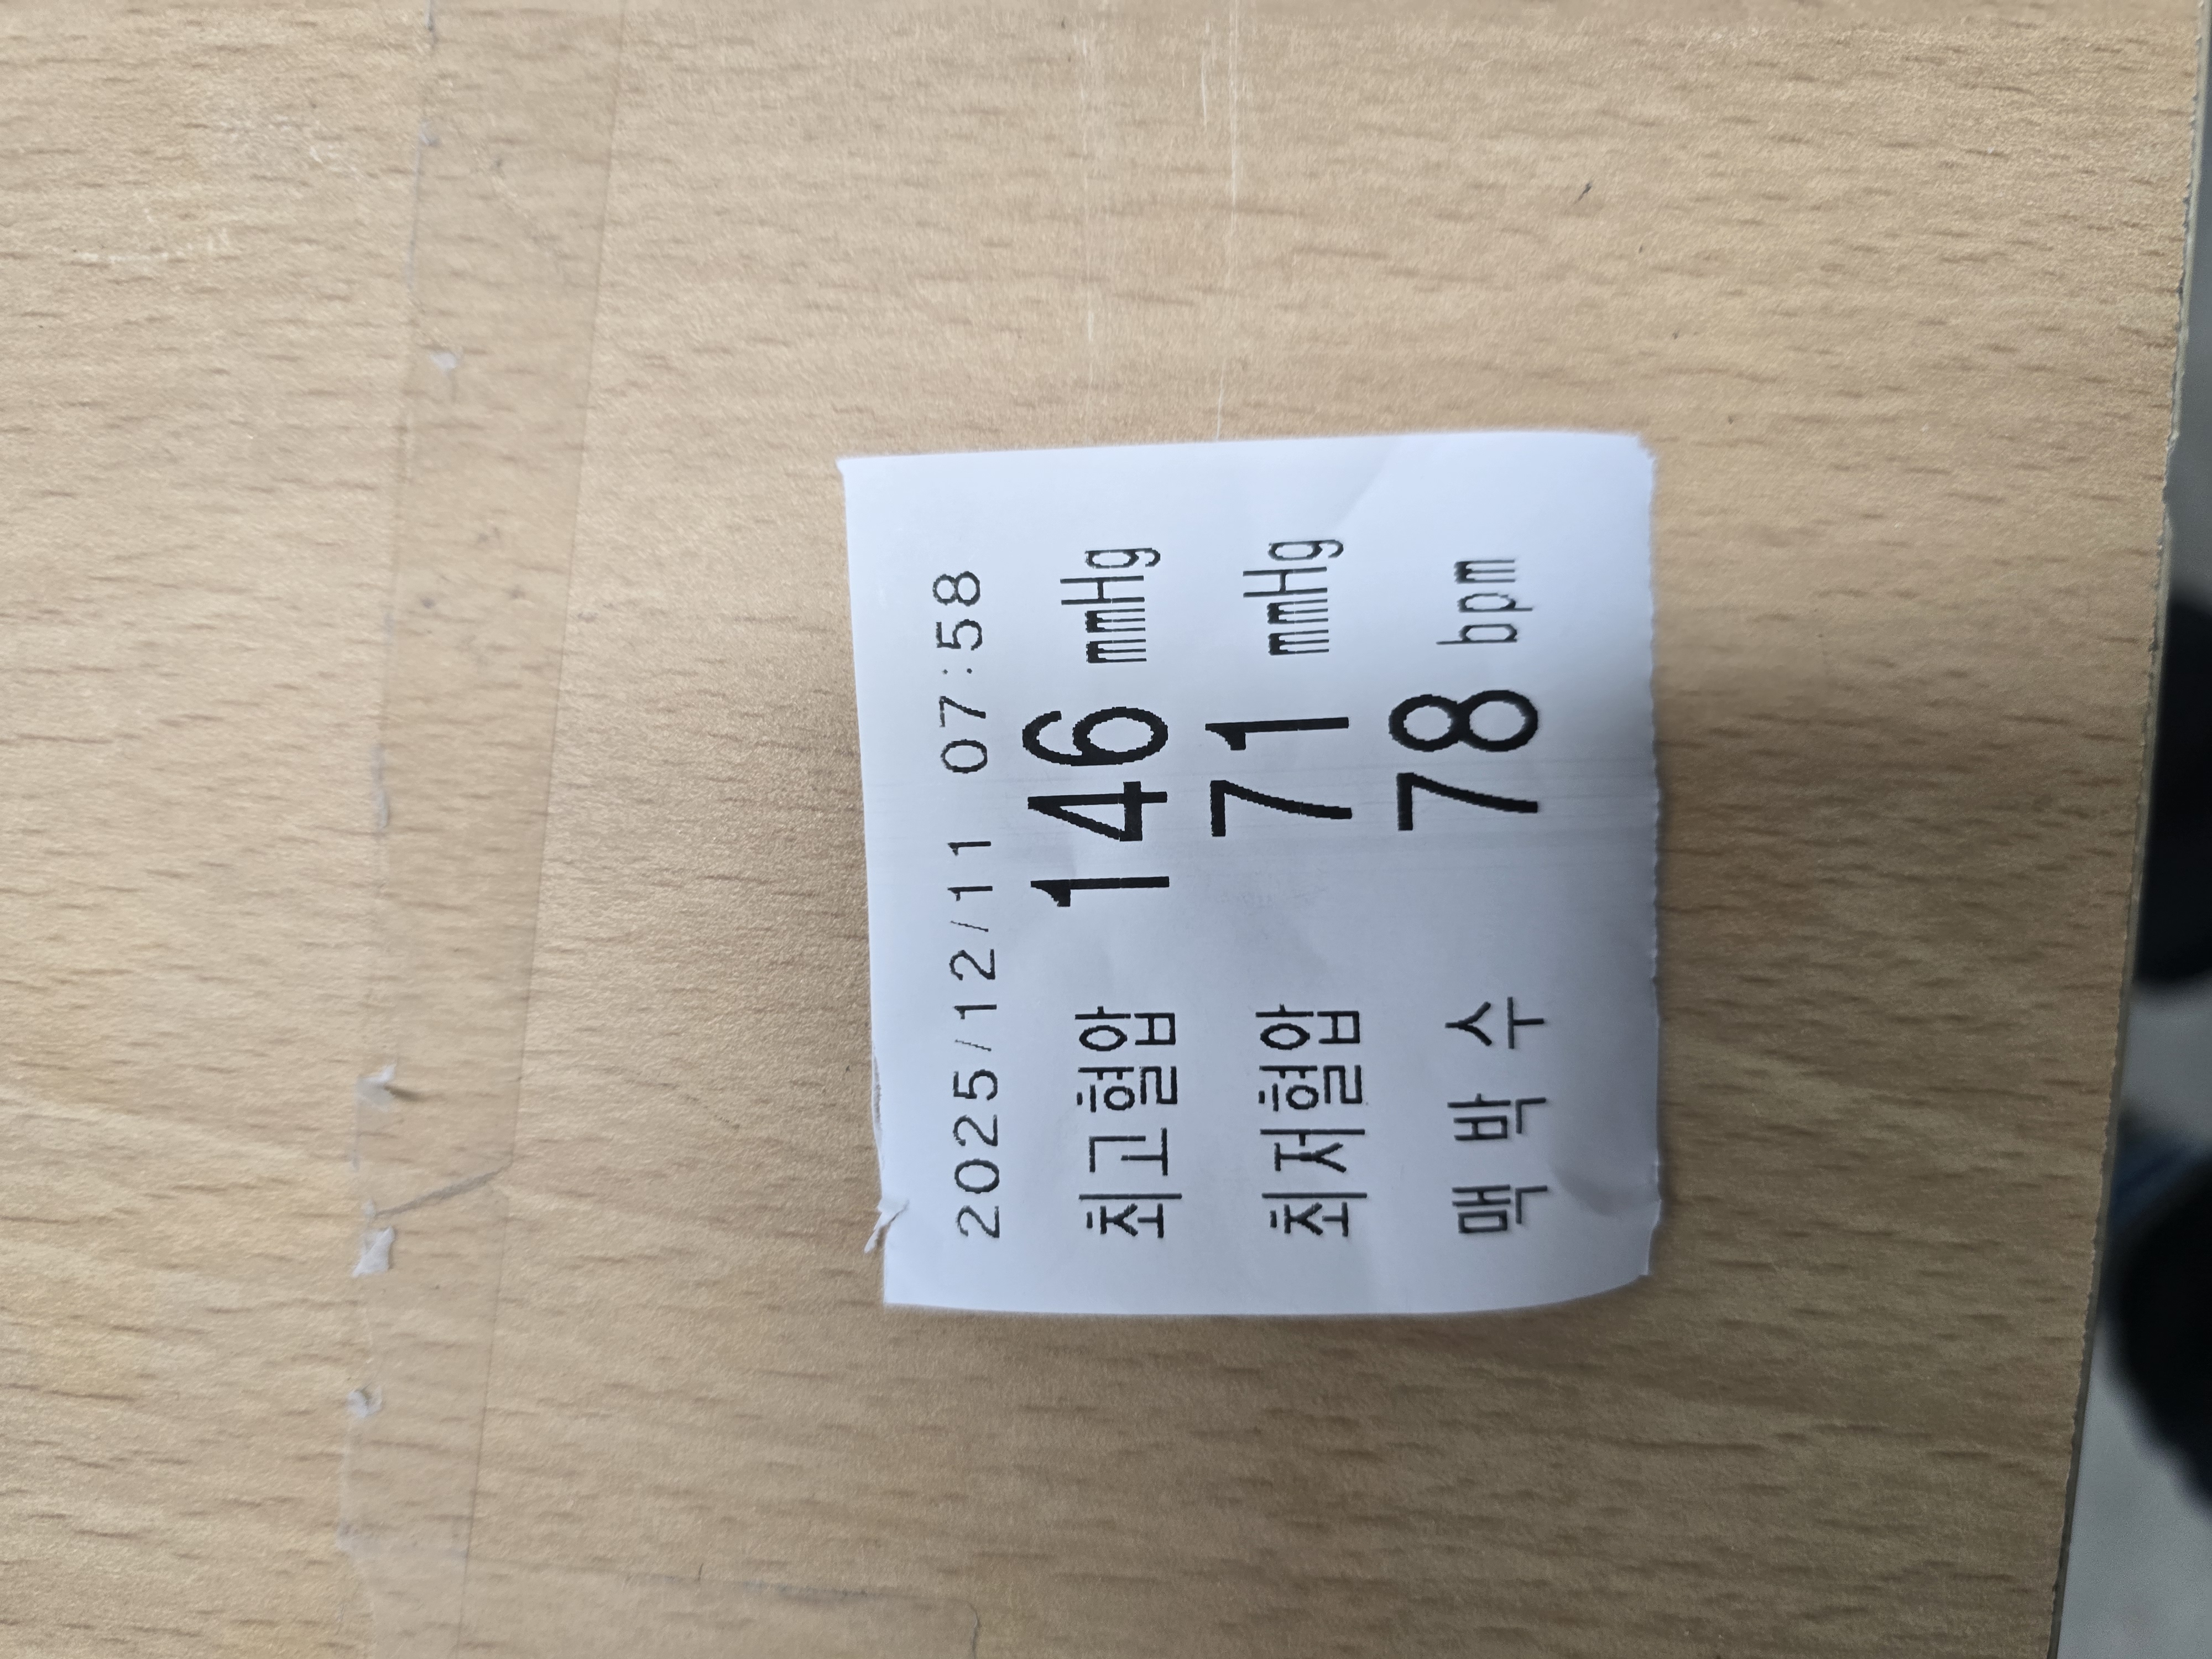 2025/12/11 07:58
최고혈압 146 mmHg
최저혈압 71 mmHg
맥 박 수 78 bpm